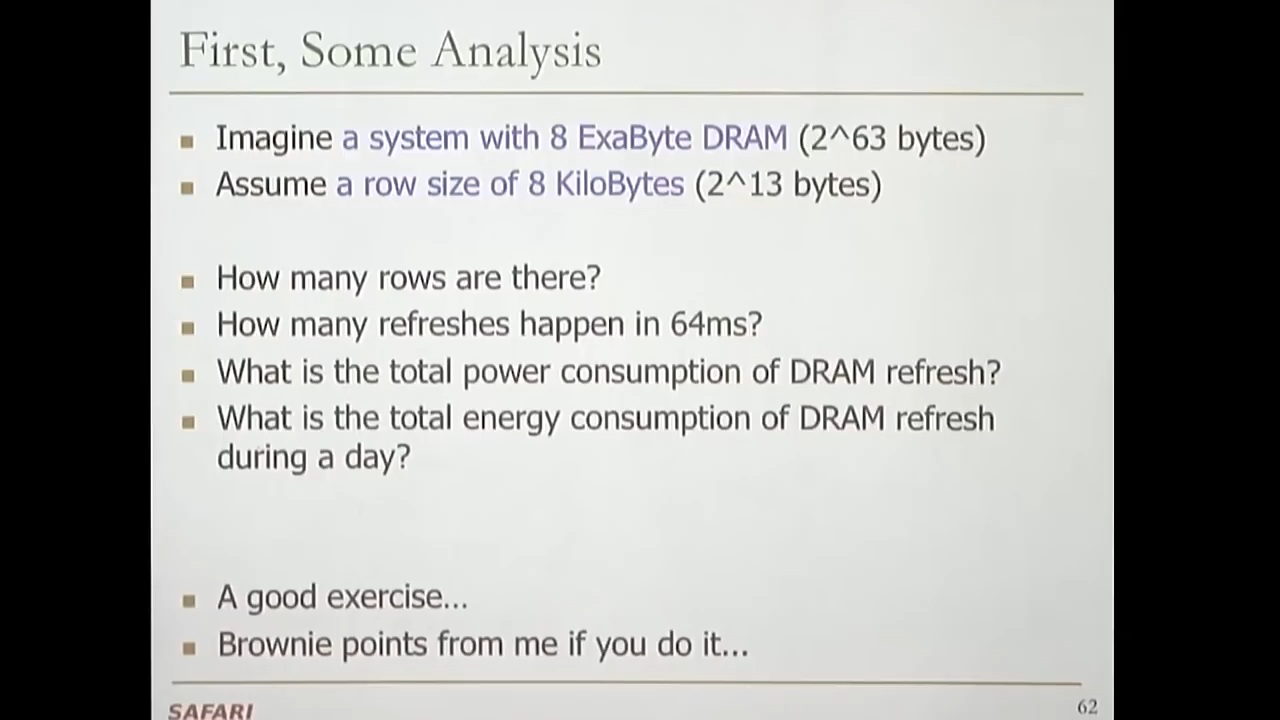 First, Some Analysis
Imagine a system with 8 ExaByte DRAM (2^63 bytes)
Assume a row size of 8 KiloBytes (2^13 bytes)
How many rows are there?
How many refreshes happen in 64ms?
What is the total power consumption of DRAM refresh?
What is the total energy consumption of DRAM refresh
during a day?
A good exercise...
Brownie points from me if you do it...
SAFARI
62